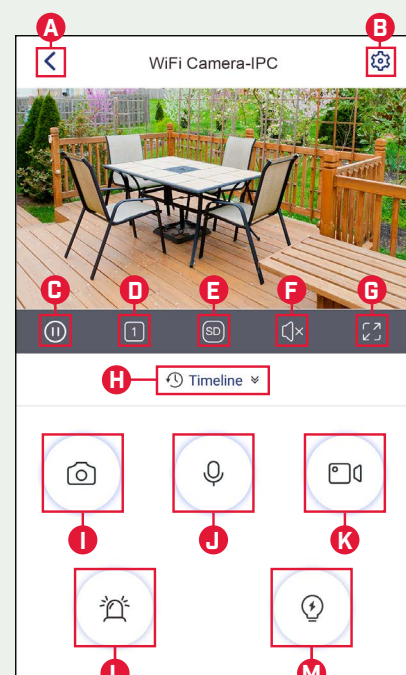 A
B
WiFi Camera-IPC
C D E F G
1 SD
H
Timeline
I J K
L M